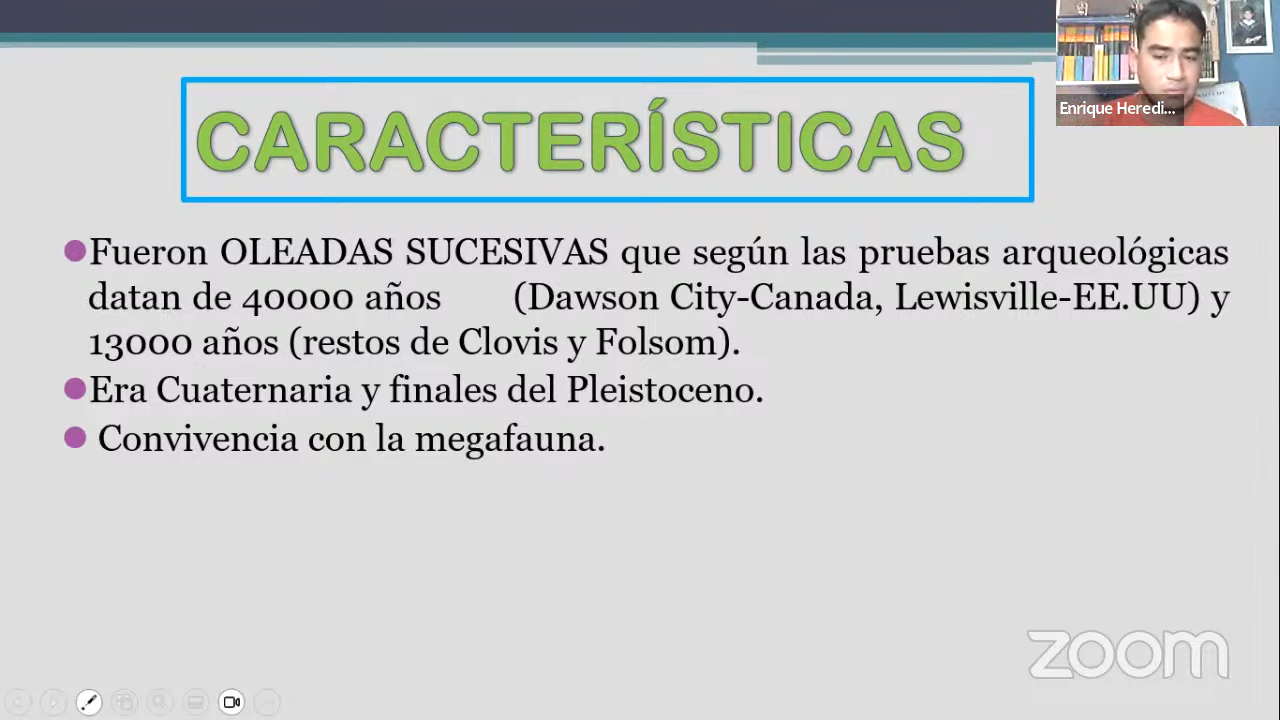 CARACTERÍSTICAS
Enrique Heredi...
Fueron OLEADAS SUCESIVAS que según las pruebas arqueológicas
datan de 40000 años (Dawson City-Canada, Lewisville-EE.UU) y
13000 años (restos de Clovis y Folsom).
Era Cuaternaria y finales del Pleistoceno.
Convivencia con la megafauna.
zoom